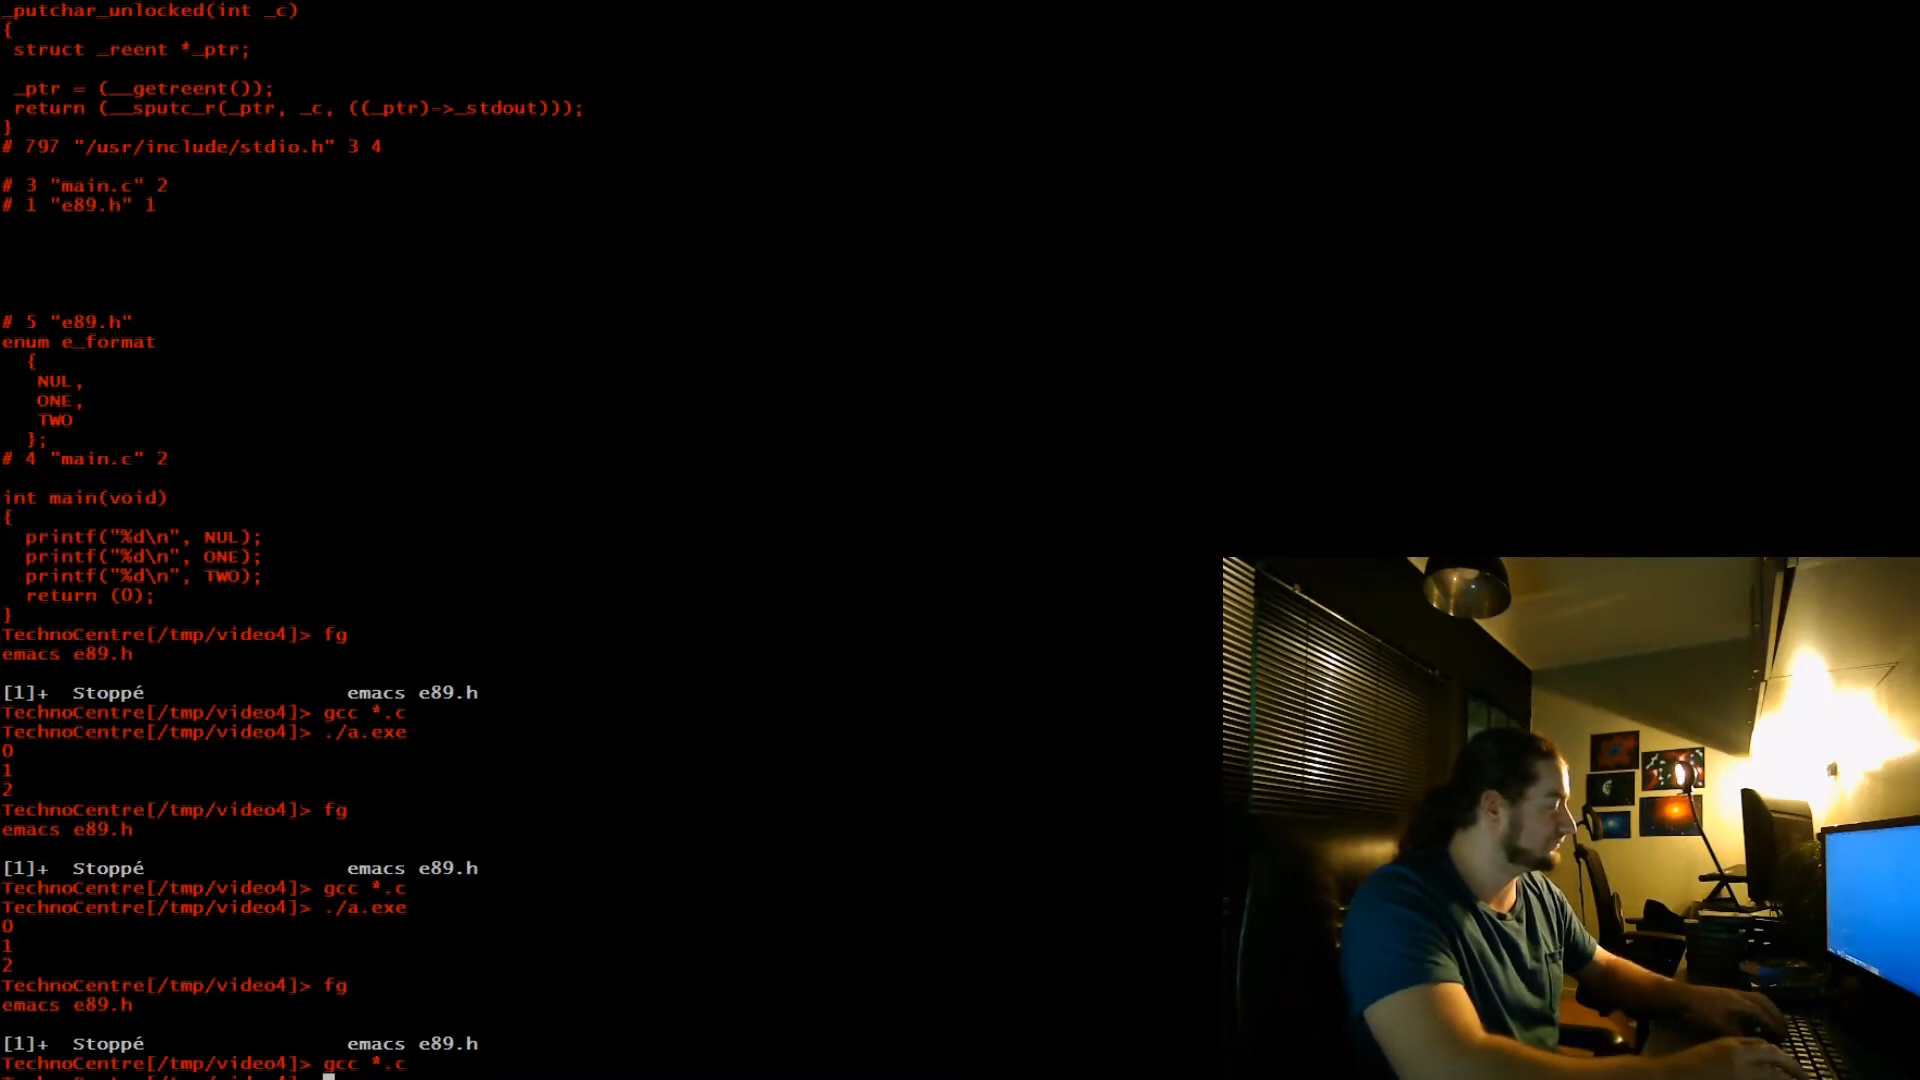 _putchar_unlocked(int _c)
{
struct _reent *_ptr;
_ptr = (__getreent());
return (__sputc_r(_ptr, _c, ((_ptr)->_stdout)));
}
# 797 "/usr/include/stdio.h" 3 4
# 3 "main.c" 2
# 1 "e89.h" 1
# 5 "e89.h"
enum e_format
{
NUL,
ONE,
TWO
};
# 4 "main.c" 2
int main(void)
{
printf("%d\n", NUL);
printf("%d\n", ONE);
printf("%d\n", TWO);
return (0);
}
TechnoCentre[/tmp/video4]> fg
emacs e89.h
[1]+  Stoppé                 emacs e89.h
TechnoCentre[/tmp/video4]> gcc *.c
TechnoCentre[/tmp/video4]> ./a.exe
0
1
2
TechnoCentre[/tmp/video4]> fg
emacs e89.h
[1]+  Stoppé                 emacs e89.h
TechnoCentre[/tmp/video4]> gcc *.c
TechnoCentre[/tmp/video4]> ./a.exe
0
1
2
TechnoCentre[/tmp/video4]> fg
emacs e89.h
[1]+  Stoppé                 emacs e89.h
TechnoCentre[/tmp/video4]> gcc *.c